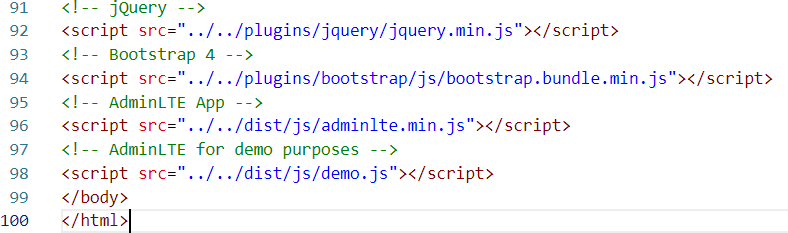 91 <!-- jQuery -->
92 <script src="../../plugins/jquery/jquery.min.js"></script>
93 <!-- Bootstrap 4 -->
94 <script src="../../plugins/bootstrap/js/bootstrap.bundle.min.js"></script>
95 <!-- AdminLTE App -->
96 <script src="../../dist/js/adminlte.min.js"></script>
97 <!-- AdminLTE for demo purposes -->
98 <script src="../../dist/js/demo.js"></script>
99 </body>
100 </html>